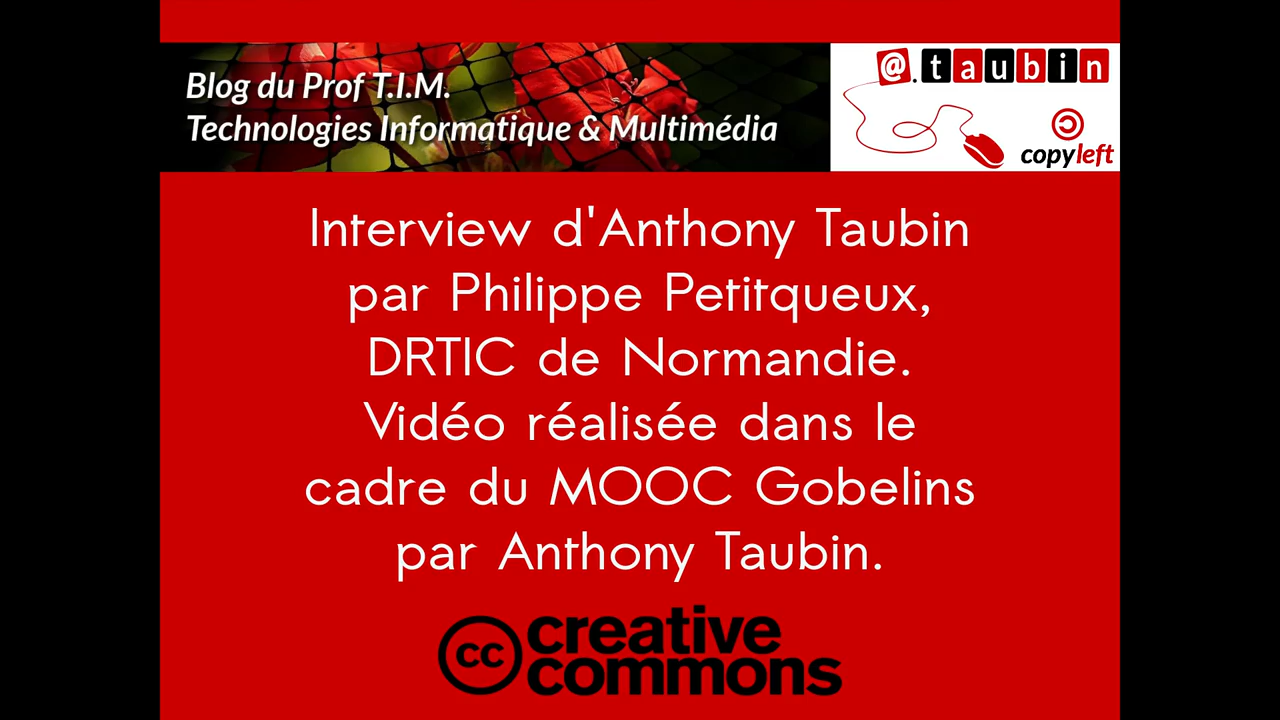 Blog du Prof T.I.M.
Technologies Informatique & Multimédia
@.taubin
copyleft
Interview d'Anthony Taubin
par Philippe Petitqueux,
DRTIC de Normandie.
Vidéo réalisée dans le
cadre du MOOC Gobelins
par Anthony Taubin.
cc creative
commons